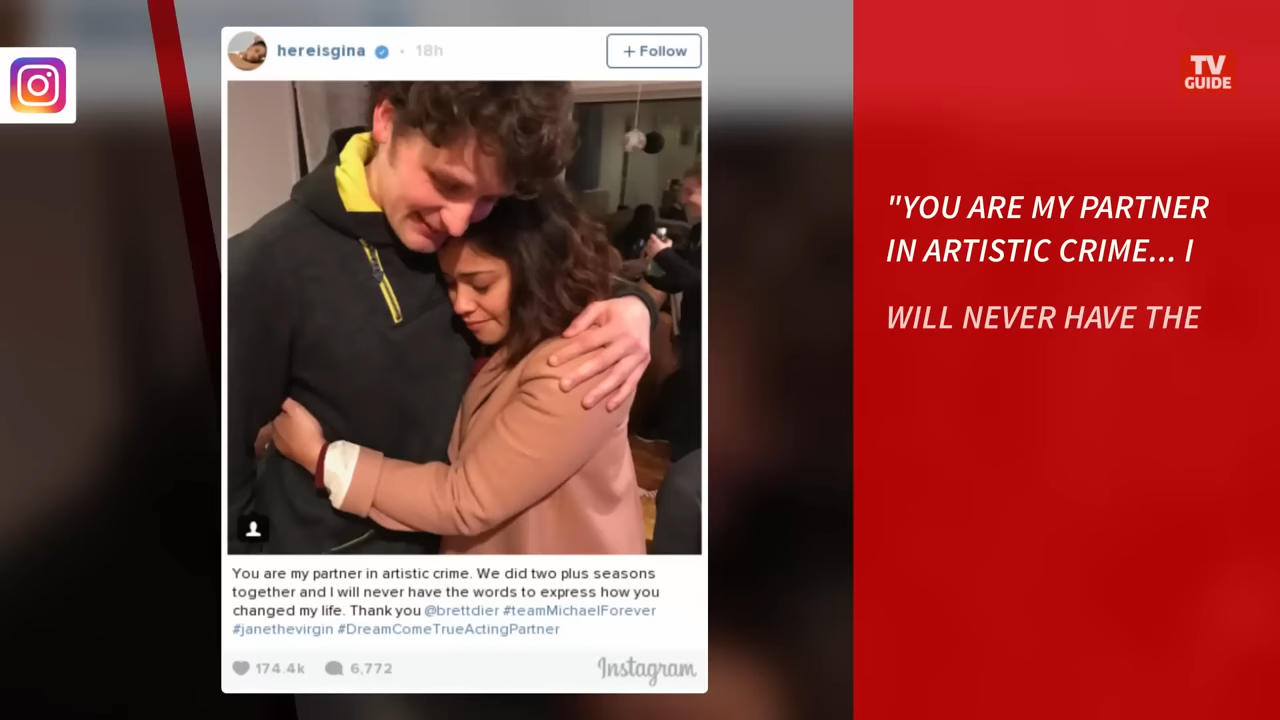 hereisgina • 18h
+ Follow
You are my partner in artistic crime. We did two plus seasons
together and I will never have the words to express how you
changed my life. Thank you @brettdier #teamMichaelForever
#janethevirgin #DreamComeTrueActingPartner
174.4k 6,772 Instagram
TV
GUIDE
"YOU ARE MY PARTNER
IN ARTISTIC CRIME... I
WILL NEVER HAVE THE